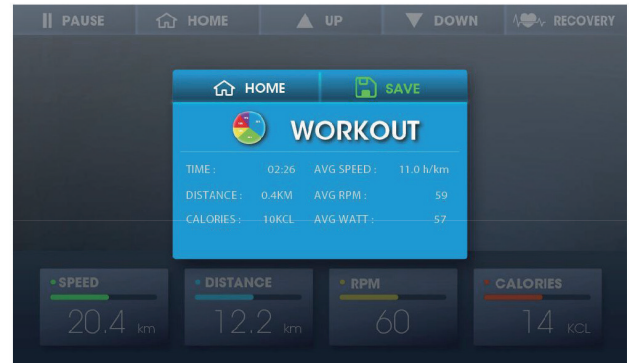 PAUSE HOME UP DOWN RECOVERY
HOME SAVE
WORKOUT
TIME : 02:26 AVG SPEED : 11.0 h/km
DISTANCE : 0.4KM AVG RPM : 59
CALORIES : 10KCL AVG WATT : 57
SPEED DISTANCE RPM CALORIES
20.4 km 12.2 km 60 14 KCL